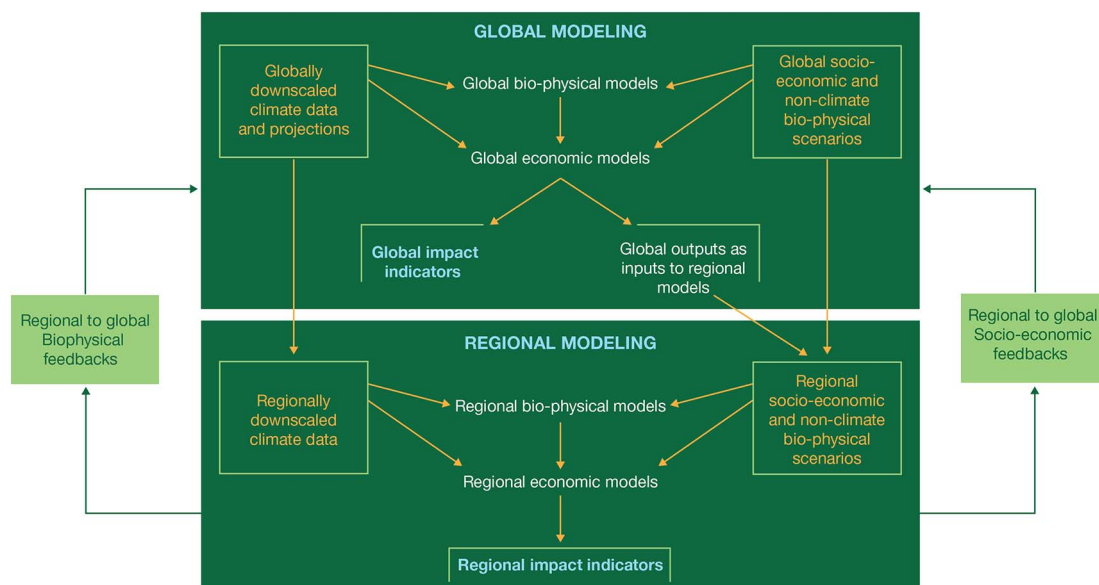 GLOBAL MODELING
Globally
downscaled
climate data
and projections
Global bio-physical models
Global socio-
economic and
non-climate
bio-physical
scenarios
Global economic models
Global impact
indicators
Global outputs as
inputs to regional
models
Regional to global
Biophysical
feedbacks
Regional to global
Socio-economic
feedbacks
REGIONAL MODELING
Regionally
downscaled
climate data
Regional bio-physical models
Regional
socio-economic
and non-climate
bio-physical
scenarios
Regional economic models
Regional impact indicators